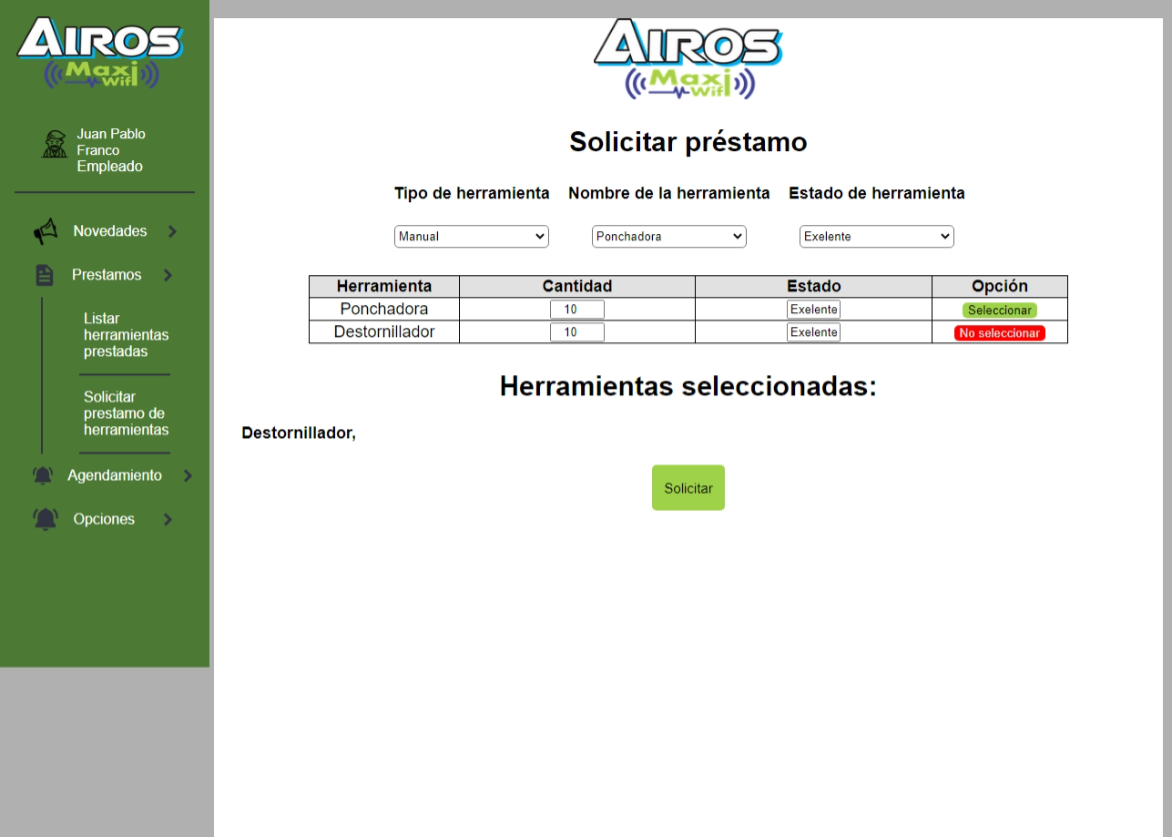 AIROS
Maxi
Wifi
Juan Pablo
Franco
Empleado
Novedades
Prestamos
Listar
herramientas
prestadas
Solicitar
prestamo de
herramientas
Agendamiento
Opciones
AIROS
Maxi
Wifi
Solicitar préstamo
Tipo de herramienta Nombre de la herramienta Estado de herramienta
Manual Ponchadora Exelente
Herramienta Cantidad Estado Opción
Ponchadora 10 Exelente Seleccionar
Destornillador 10 Exelente No seleccionar
Herramientas seleccionadas:
Destornillador,
Solicitar